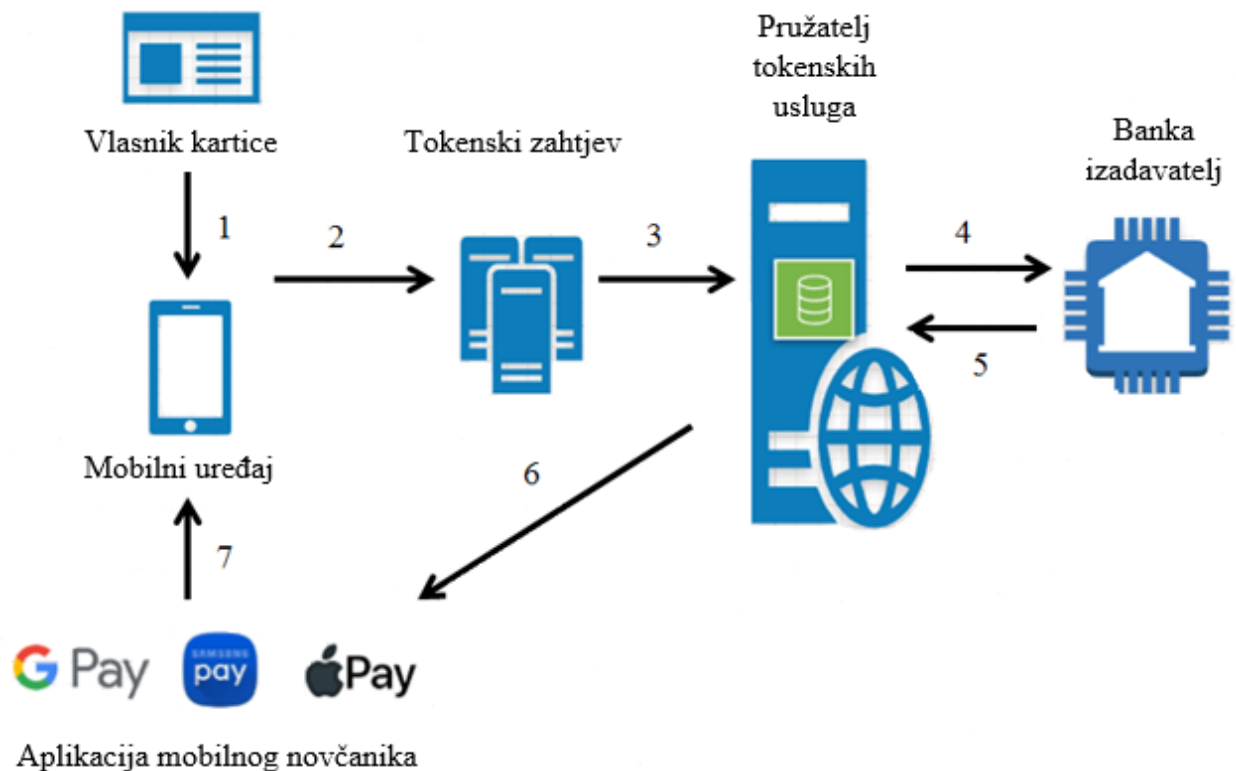 Pružatelj
tokenskih
usluga
Vlasnik kartice
Tokenski zahtjev
Banka
izadavatelj
1
2
3
4
5
Mobilni uređaj
6
7
G Pay
SAMSUNG
pay
Pay
Aplikacija mobilnog novčanika